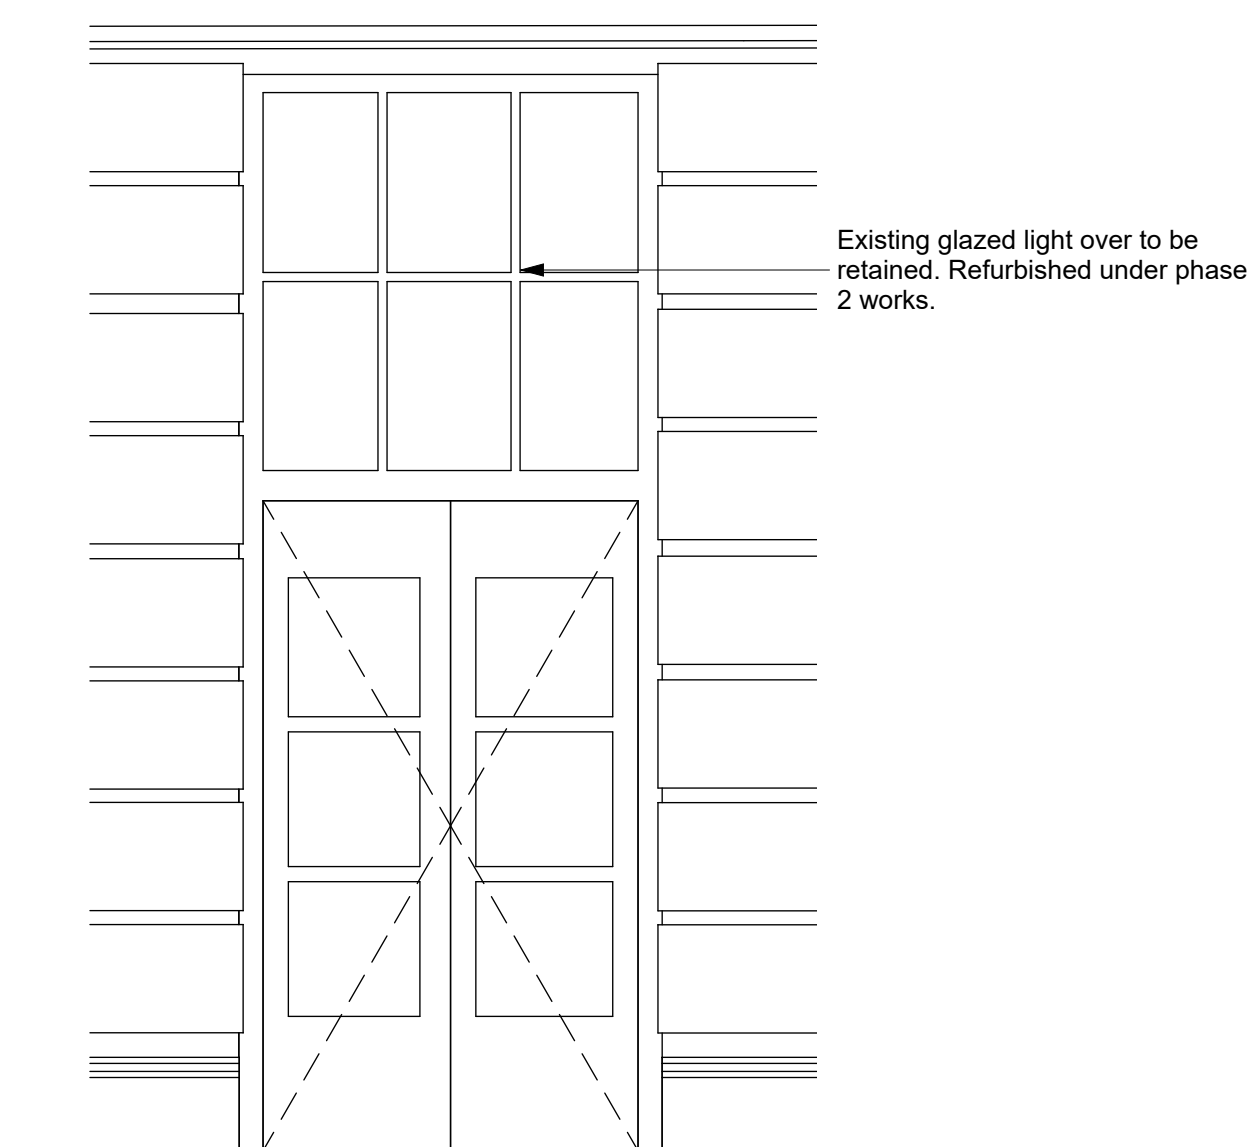 Existing glazed light over to be
retained. Refurbished under phase
2 works.